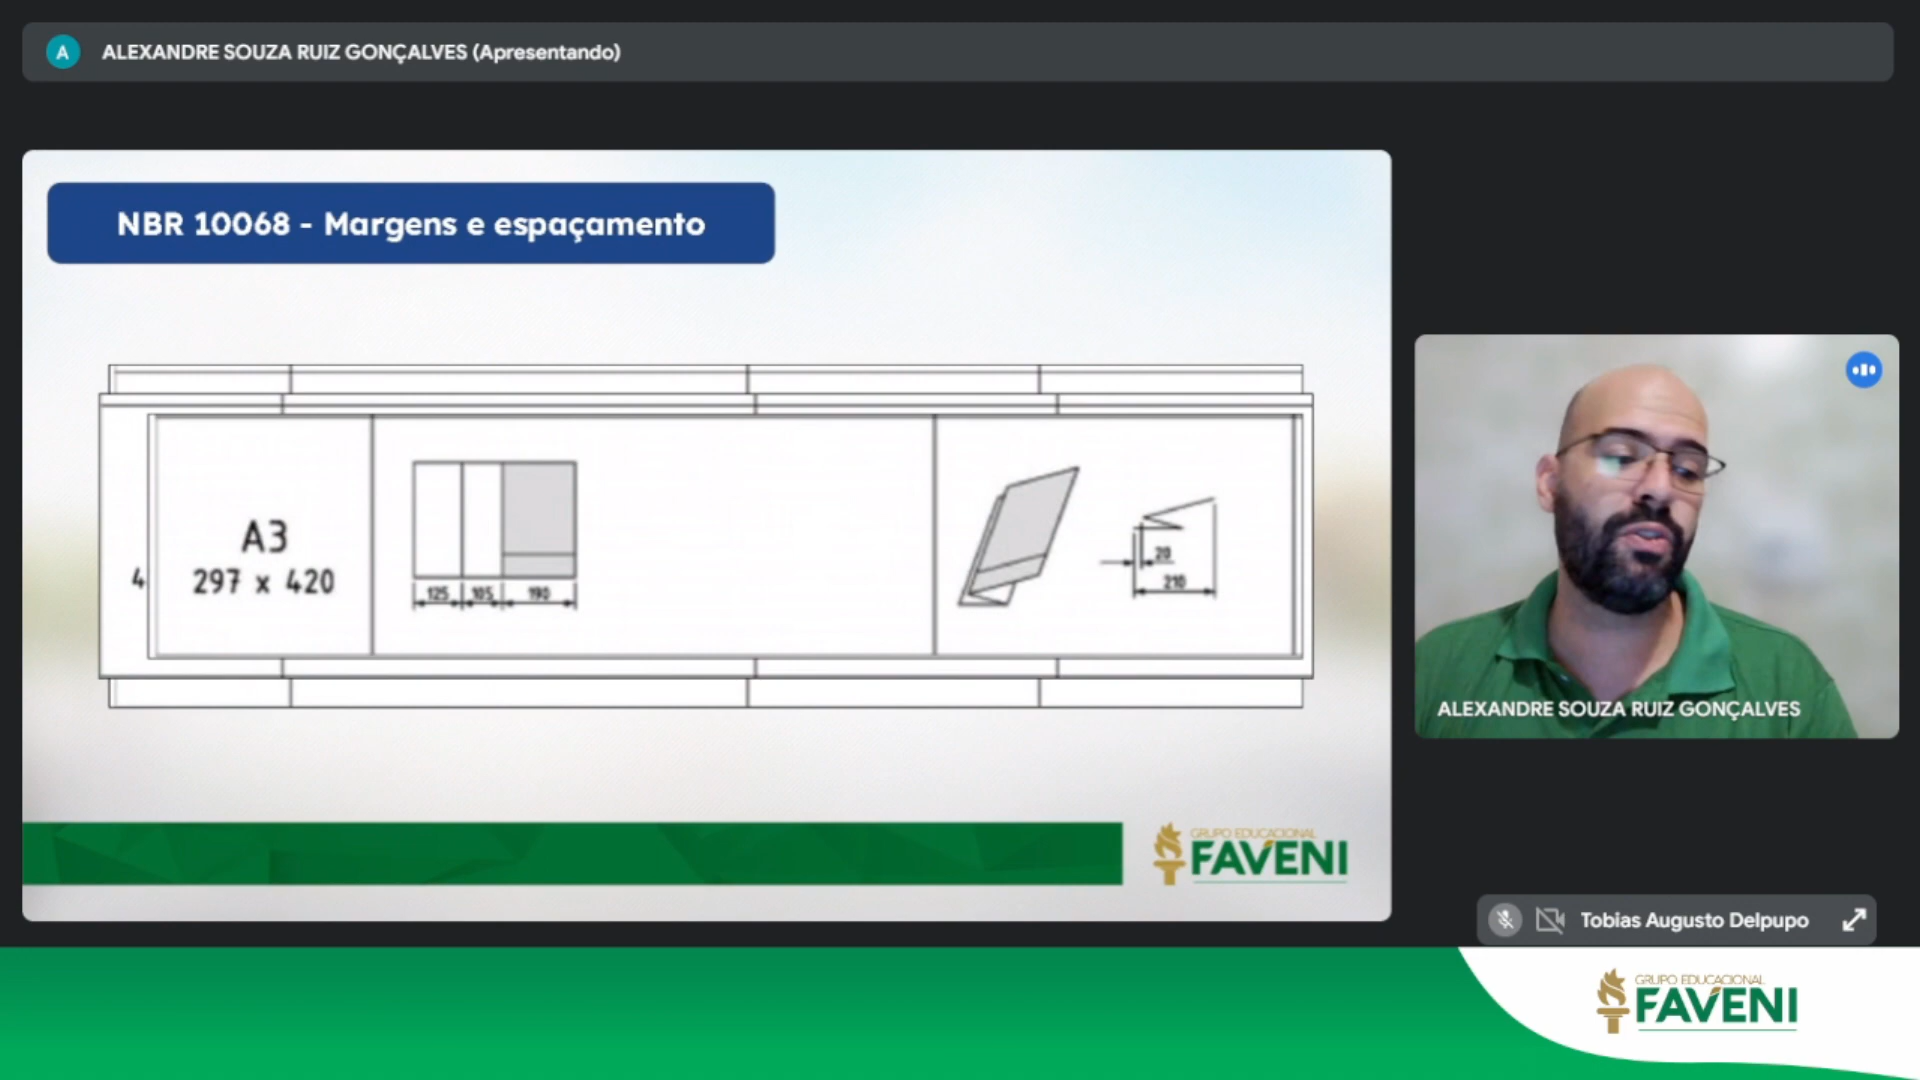 A ALEXANDRE SOUZA RUIZ GONÇALVES (Apresentando)
NBR 10068 - Margens e espaçamento
4
A3
297 x 420
125 105 190
20
210
GRUPO EDUCACIONAL
FAVENI
ALEXANDRE SOUZA RUIZ GONÇALVES
Tobias Augusto Delpupo
GRUPO EDUCACIONAL
FAVENI